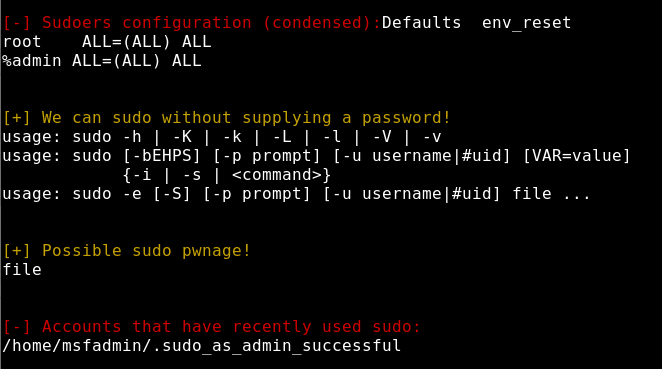 [-] Sudoers configuration (condensed):Defaults  env_reset
root    ALL=(ALL) ALL
%admin ALL=(ALL) ALL
[+] We can sudo without supplying a password!
usage: sudo -h | -K | -k | -L | -l | -V | -v
usage: sudo [-bEHPS] [-p prompt] [-u username|#uid] [VAR=value]
            {-i | -s | <command>}
usage: sudo -e [-S] [-p prompt] [-u username|#uid] file ...
[+] Possible sudo pwnage!
file
[-] Accounts that have recently used sudo:
/home/msfadmin/.sudo_as_admin_successful